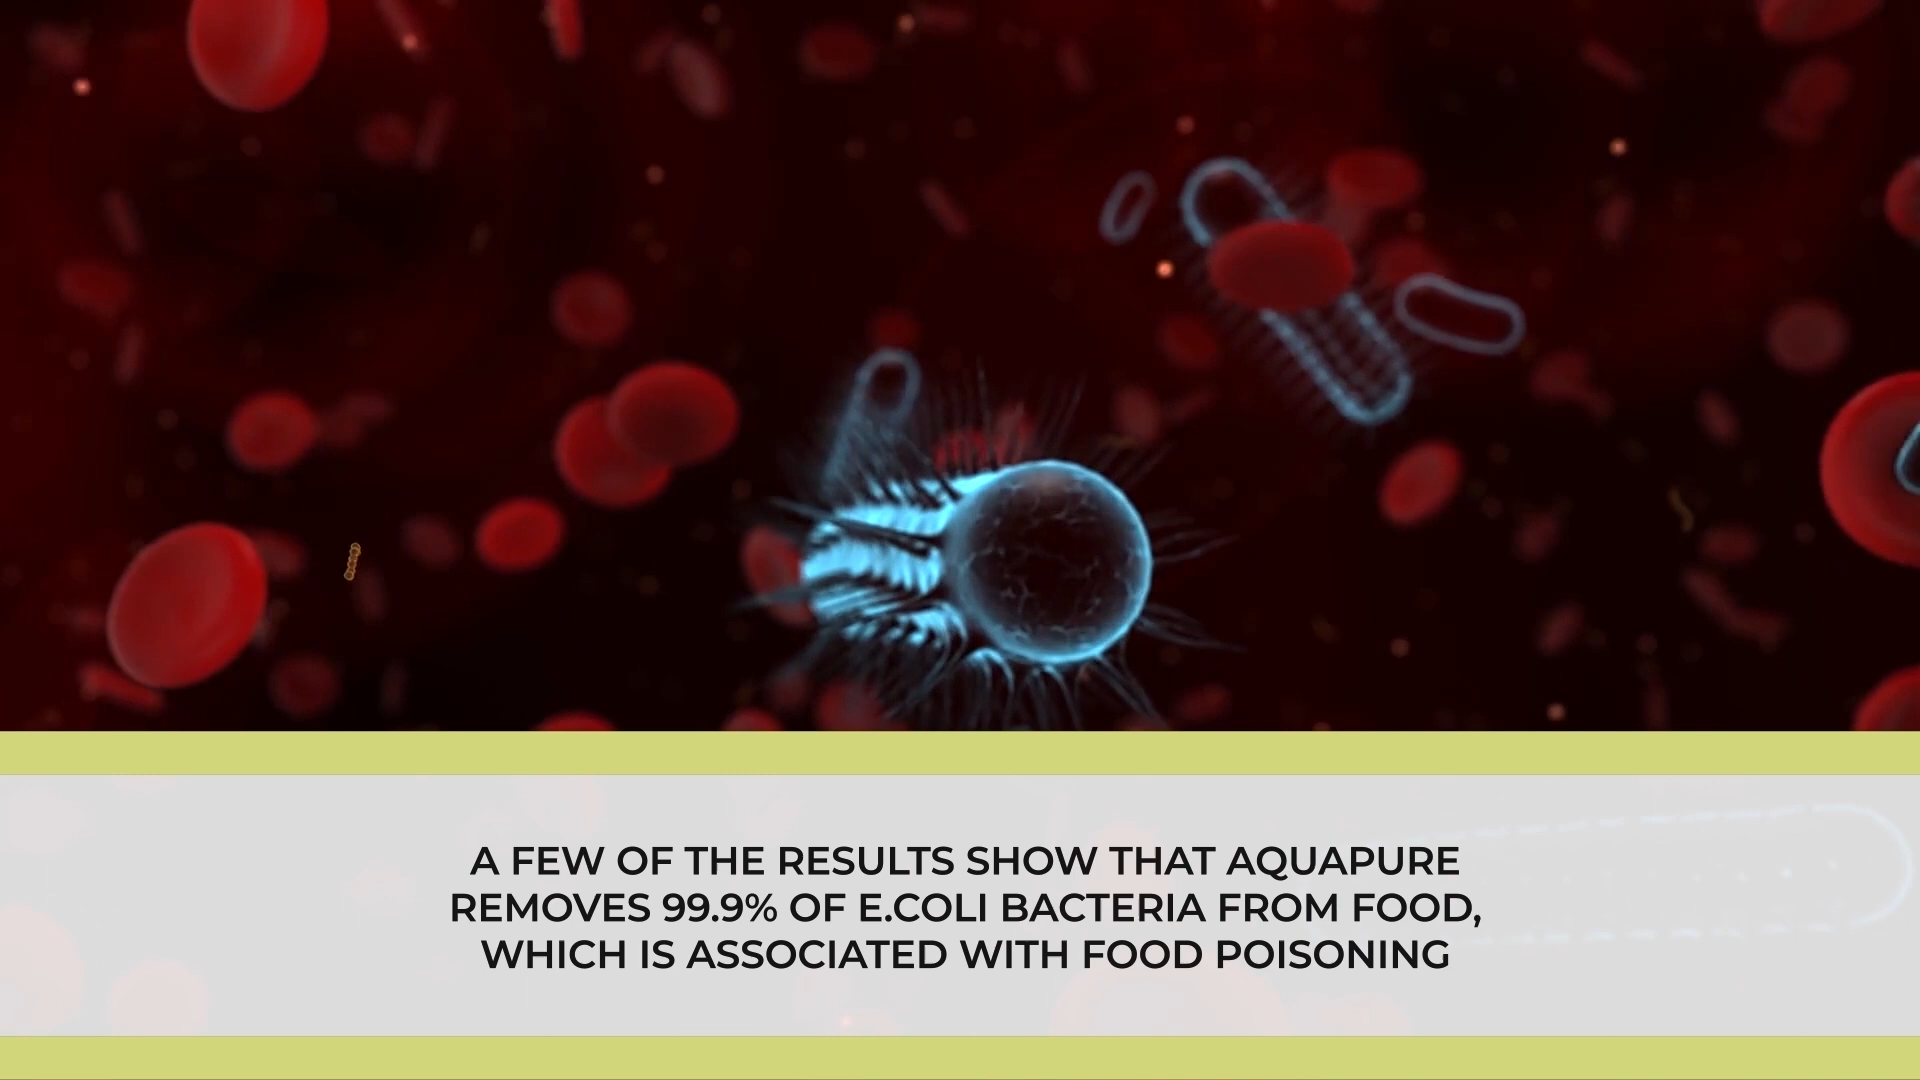 A FEW OF THE RESULTS SHOW THAT AQUAPURE
REMOVES 99.9% OF E.COLI BACTERIA FROM FOOD,
WHICH IS ASSOCIATED WITH FOOD POISONING